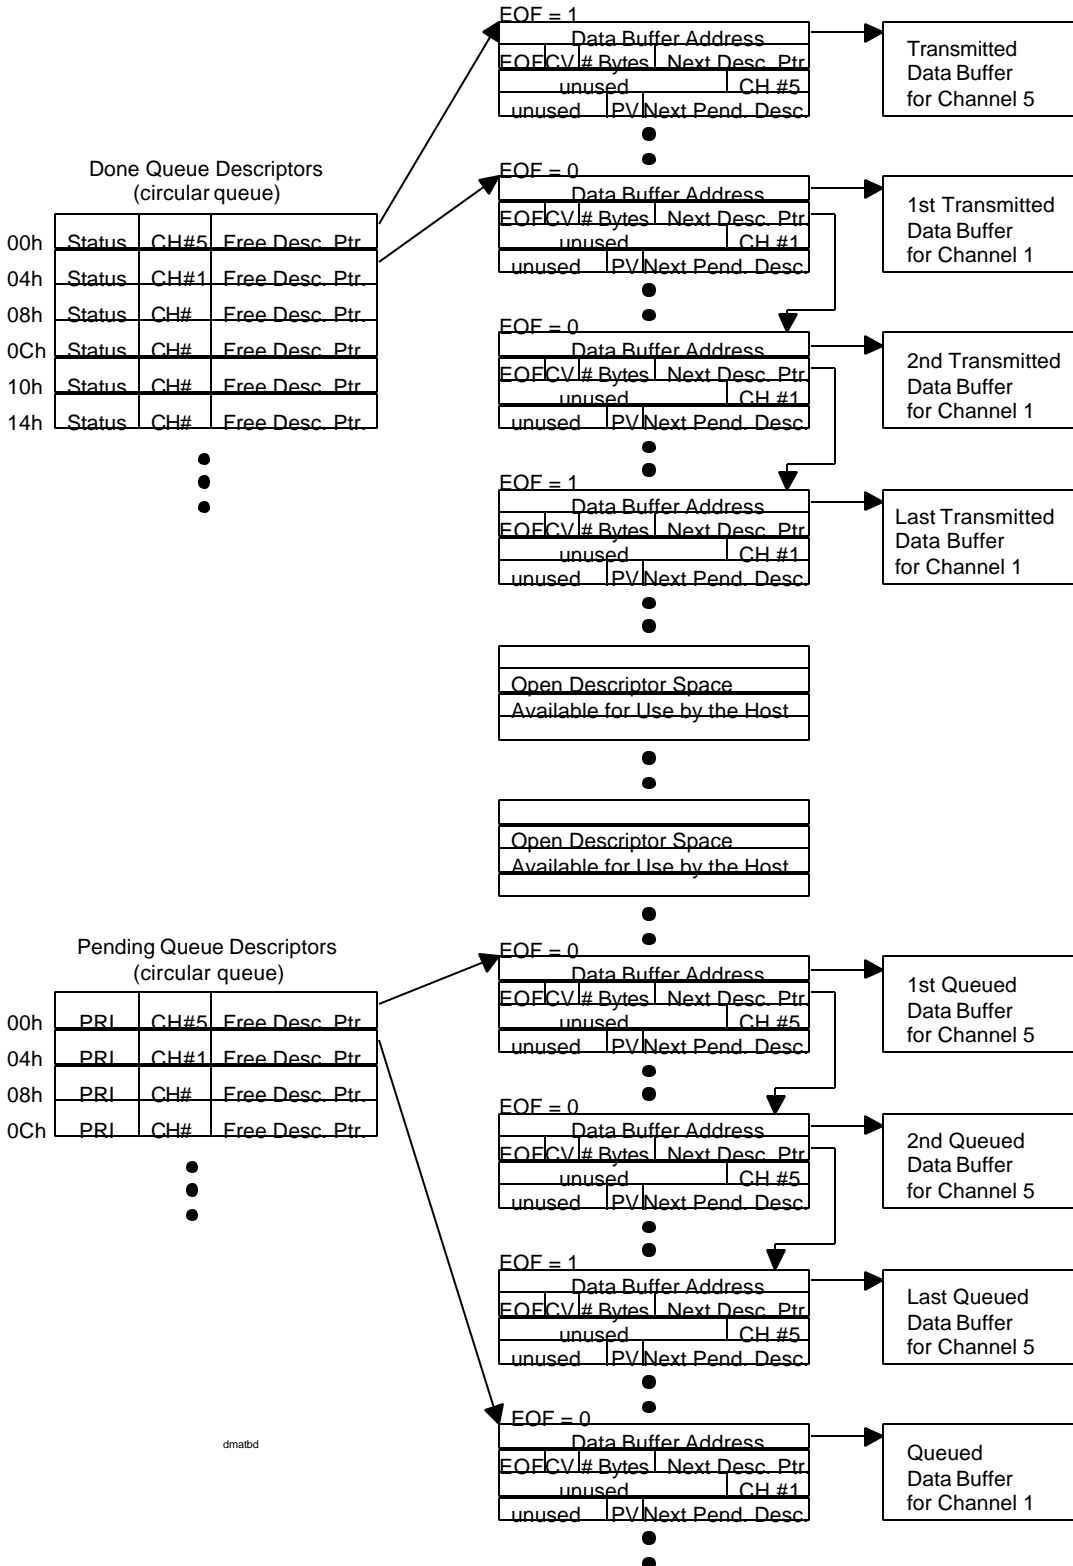 EOF = 1
Data Buffer Address
EOF CV # Bytes Next Desc. Ptr
unused CH #5
unused PV Next Pend. Desc.
Transmitted
Data Buffer
for Channel 5
Done Queue Descriptors
(circular queue)
00h Status CH#5 Free Desc. Ptr.
04h Status CH#1 Free Desc. Ptr.
08h Status CH# Free Desc. Ptr.
0Ch Status CH# Free Desc. Ptr.
10h Status CH# Free Desc. Ptr.
14h Status CH# Free Desc. Ptr.
EOF = 0
Data Buffer Address
EOF CV # Bytes Next Desc. Ptr
unused CH #1
unused PV Next Pend. Desc.
1st Transmitted
Data Buffer
for Channel 1
EOF = 0
Data Buffer Address
EOF CV # Bytes Next Desc. Ptr
unused CH #1
unused PV Next Pend. Desc.
2nd Transmitted
Data Buffer
for Channel 1
EOF = 1
Data Buffer Address
EOF CV # Bytes Next Desc. Ptr
unused CH #1
unused PV Next Pend. Desc.
Last Transmitted
Data Buffer
for Channel 1
Open Descriptor Space
Available for Use by the Host
Open Descriptor Space
Available for Use by the Host
Pending Queue Descriptors
(circular queue)
00h PRI CH#5 Free Desc. Ptr.
04h PRI CH#1 Free Desc. Ptr.
08h PRI CH# Free Desc. Ptr.
0Ch PRI CH# Free Desc. Ptr.
EOF = 0
Data Buffer Address
EOF CV # Bytes Next Desc. Ptr
unused CH #5
unused PV Next Pend. Desc.
1st Queued
Data Buffer
for Channel 5
EOF = 0
Data Buffer Address
EOF CV # Bytes Next Desc. Ptr
unused CH #5
unused PV Next Pend. Desc.
2nd Queued
Data Buffer
for Channel 5
EOF = 1
Data Buffer Address
EOF CV # Bytes Next Desc. Ptr
unused CH #5
unused PV Next Pend. Desc.
Last Queued
Data Buffer
for Channel 5
EOF = 0
Data Buffer Address
EOF CV # Bytes Next Desc. Ptr
unused CH #1
unused PV Next Pend. Desc.
Queued
Data Buffer
for Channel 1
dmatbd